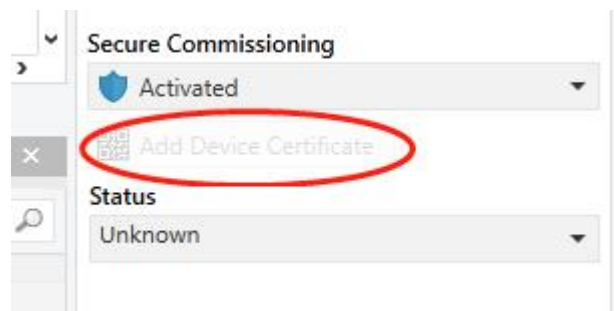 Secure Commissioning
Activated
Add Device Certificate
Status
Unknown